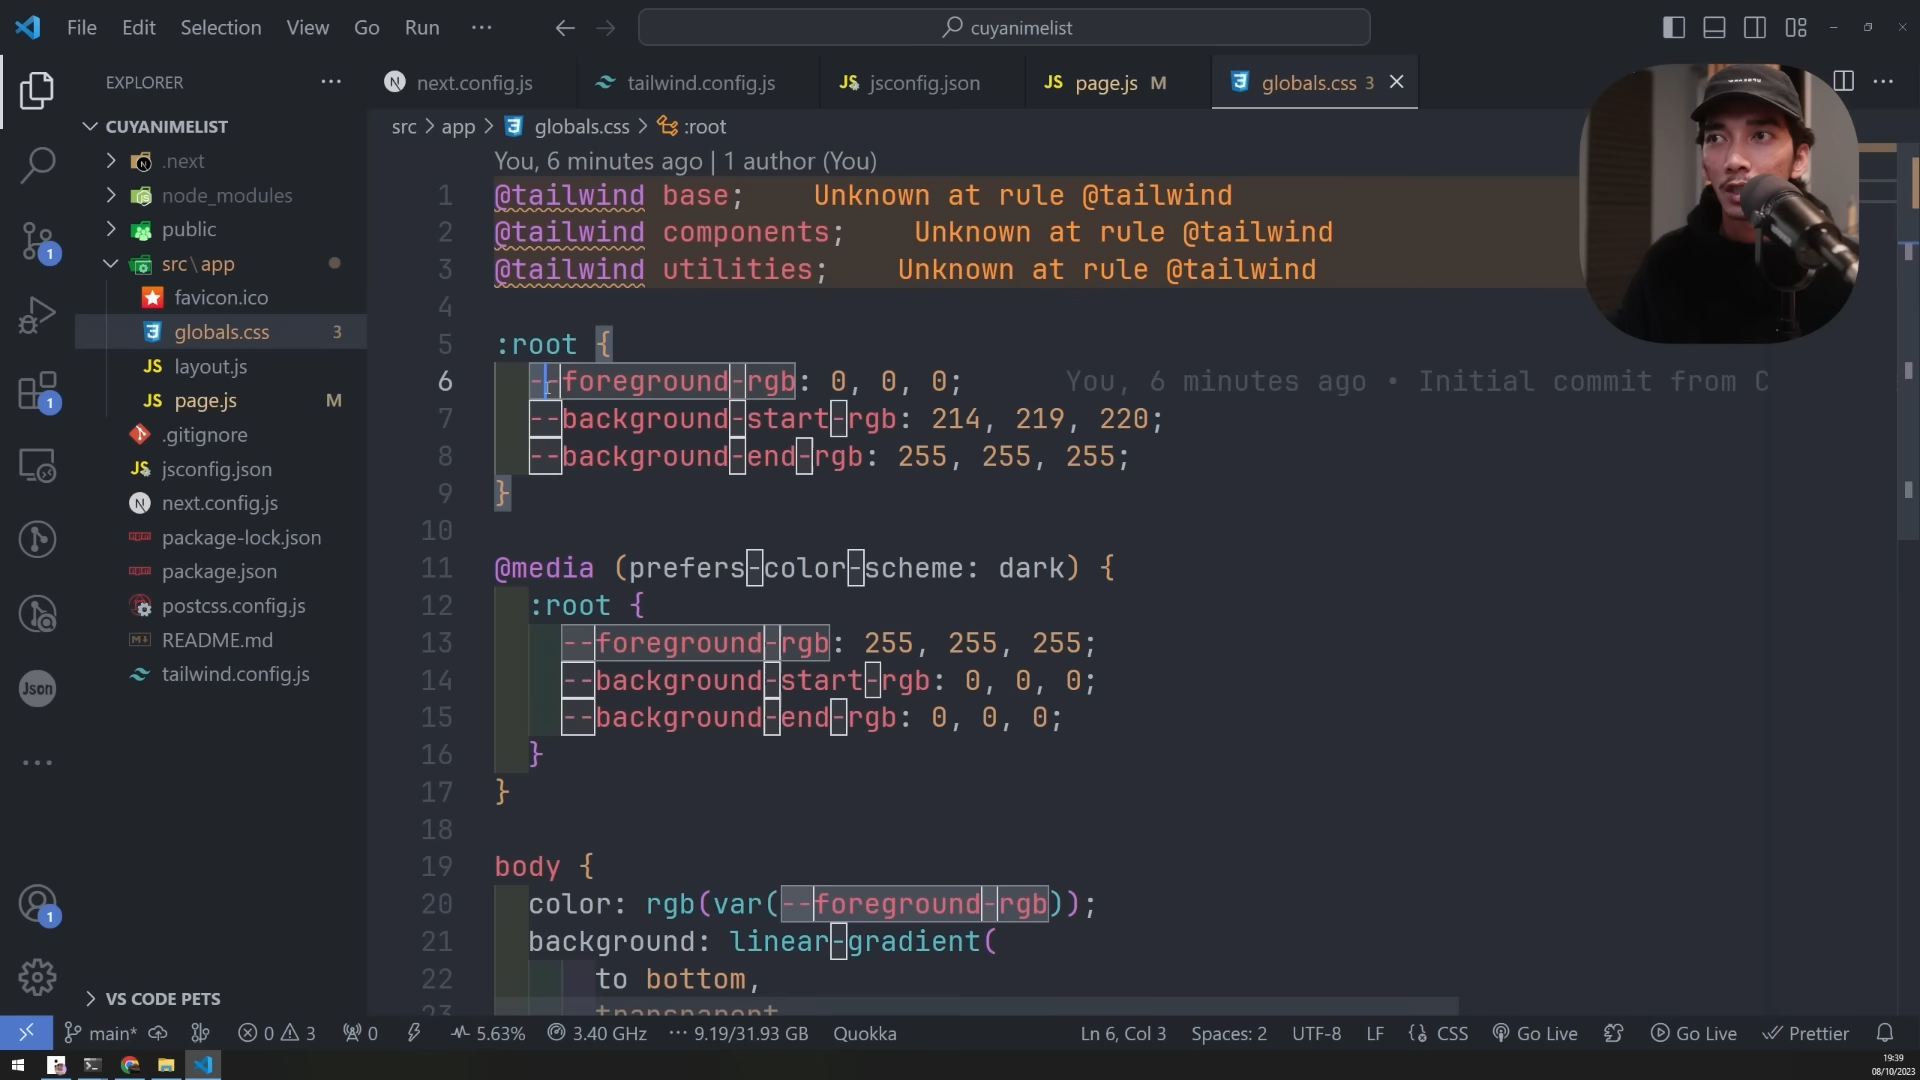 File Edit Selection View Go Run ···
cuyanimelist
EXPLORER ···
next.config.js
tailwind.config.js
JS jsconfig.json
JS page.js M
globals.css 3
src > app > globals.css > :root
CUYANIMELIST
.next
node_modules
public
src\app
favicon.ico
globals.css 3
JS layout.js
JS page.js M
.gitignore
JS jsconfig.json
N next.config.js
package-lock.json
package.json
postcss.config.js
README.md
tailwind.config.js
VS CODE PETS
1
1
Json
1
You, 6 minutes ago | 1 author (You)
1 @tailwind base; Unknown at rule @tailwind
2 @tailwind components; Unknown at rule @tailwind
3 @tailwind utilities; Unknown at rule @tailwind
4
5 :root {
6 --foreground-rgb: 0, 0, 0; You, 6 minutes ago • Initial commit from C
7 --background-start-rgb: 214, 219, 220;
8 --background-end-rgb: 255, 255, 255;
9 }
10
11 @media (prefers-color-scheme: dark) {
12 :root {
13 --foreground-rgb: 255, 255, 255;
14 --background-start-rgb: 0, 0, 0;
15 --background-end-rgb: 0, 0, 0;
16 }
17 }
18
19 body {
20 color: rgb(var(--foreground-rgb));
21 background: linear-gradient(
22 to bottom,
23 transparent
main* 0 3 0 5.63% 3.40 GHz ··· 9.19/31.93 GB Quokka Ln 6, Col 3 Spaces: 2 UTF-8 LF CSS Go Live Go Live Prettier
19:39
08/10/2023